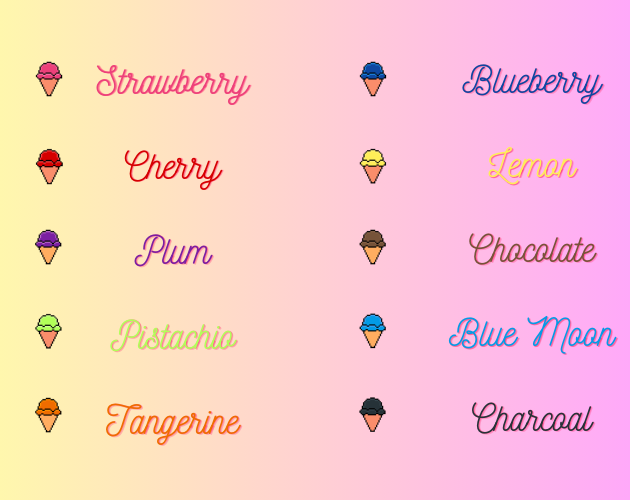 Strawberry
Blueberry
Cherry
Lemon
Plum
Chocolate
Pistachio
Blue Moon
Tangerine
Charcoal